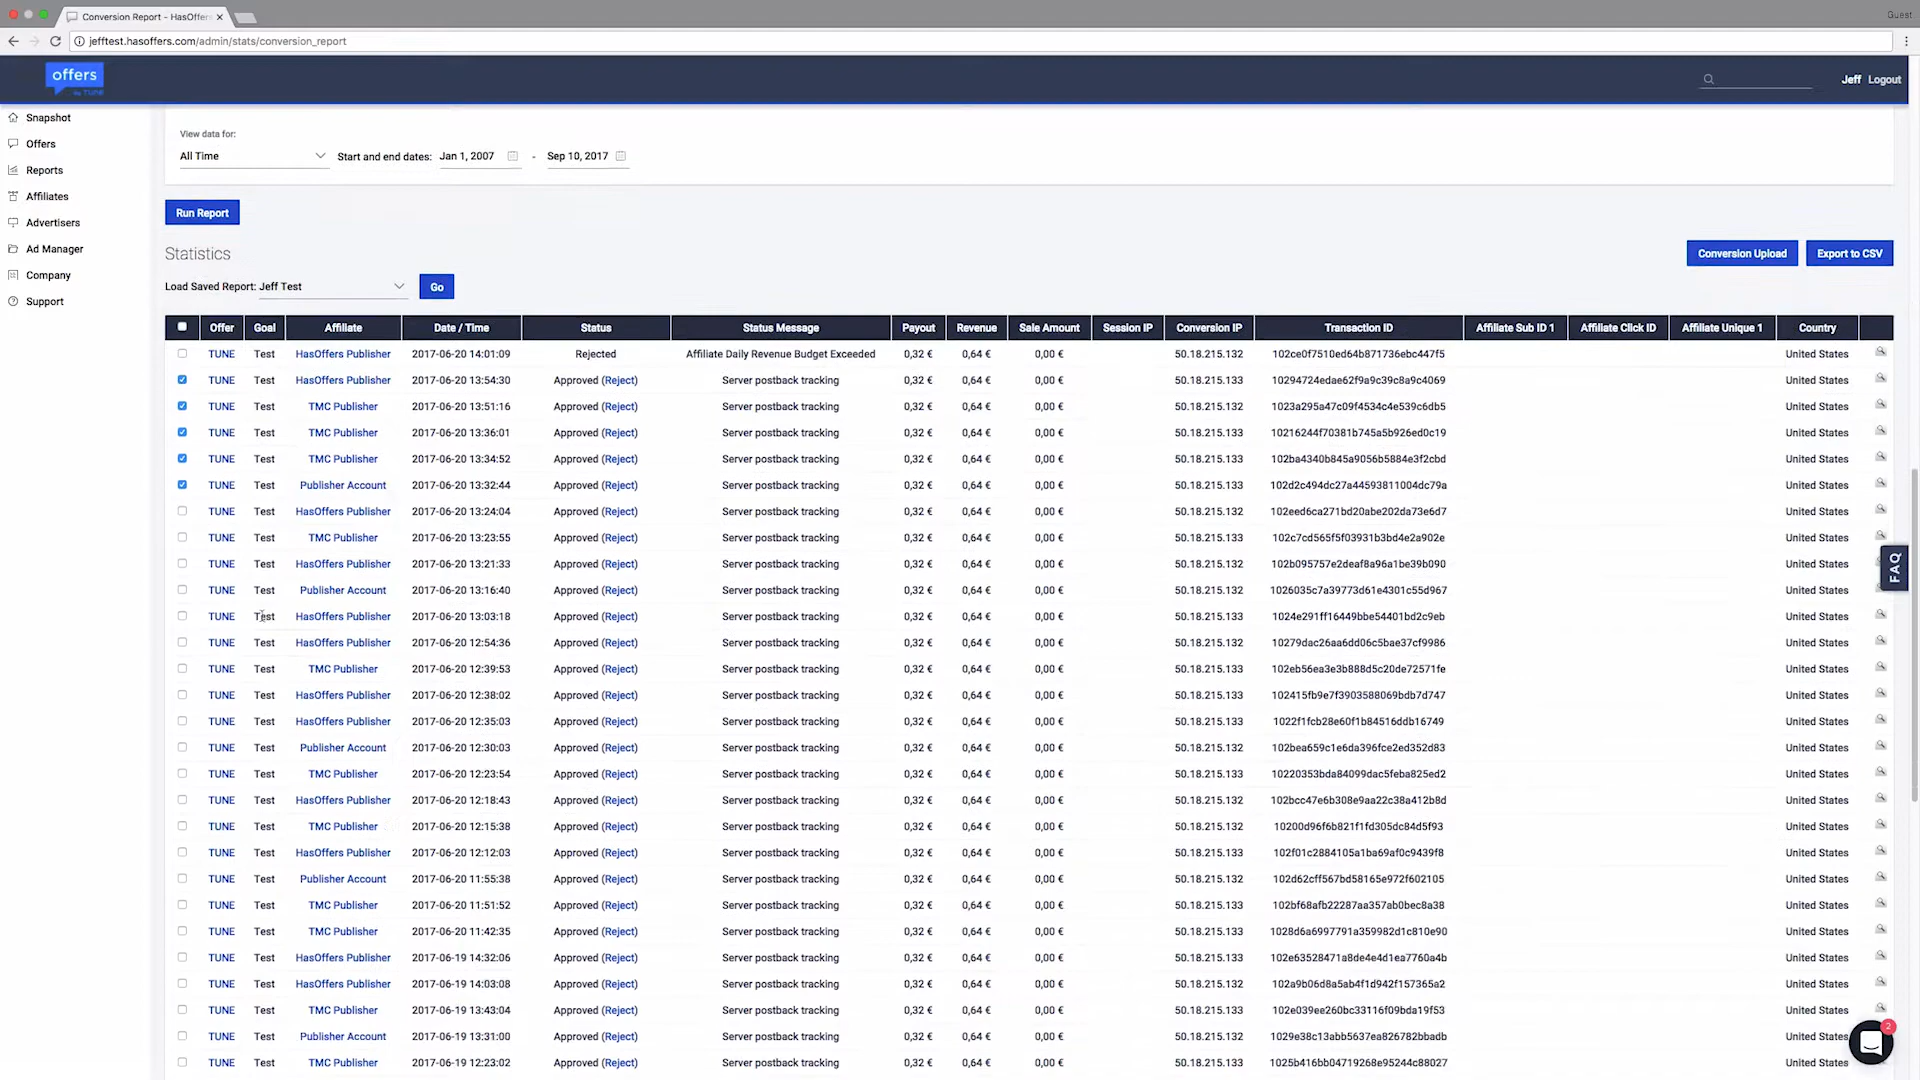 Conversion Report - HasOffers
Guest
jefftest.hasoffers.com/admin/stats/conversion_report
offers
by TUNE
Jeff Logout
Snapshot
Offers
Reports
Affiliates
Advertisers
Ad Manager
Company
Support
View data for:
All Time Start and end dates: Jan 1, 2007 - Sep 10, 2017
Run Report
Statistics
Conversion Upload Export to CSV
Load Saved Report: Jeff Test Go
Offer Goal Affiliate Date / Time Status Status Message Payout Revenue Sale Amount Session IP Conversion IP Transaction ID Affiliate Sub ID 1 Affiliate Click ID Affiliate Unique 1 Country
TUNE Test HasOffers Publisher 2017-06-20 14:01:09 Rejected Affiliate Daily Revenue Budget Exceeded 0,32 € 0,64 € 0,00 € 50.18.215.132 102ce0f7510ed64b871736ebc447f5 United States
TUNE Test HasOffers Publisher 2017-06-20 13:54:30 Approved (Reject) Server postback tracking 0,32 € 0,64 € 0,00 € 50.18.215.133 10294724edae62f9a9c39c8a9c4069 United States
TUNE Test TMC Publisher 2017-06-20 13:51:16 Approved (Reject) Server postback tracking 0,32 € 0,64 € 0,00 € 50.18.215.132 1023a295a47c09f4534c4e539c6db5 United States
TUNE Test TMC Publisher 2017-06-20 13:36:01 Approved (Reject) Server postback tracking 0,32 € 0,64 € 0,00 € 50.18.215.133 10216244f70381b745a5b926ed0c19 United States
TUNE Test TMC Publisher 2017-06-20 13:34:52 Approved (Reject) Server postback tracking 0,32 € 0,64 € 0,00 € 50.18.215.133 102ba4340b845a9056b5884e3f2cbd United States
TUNE Test Publisher Account 2017-06-20 13:32:44 Approved (Reject) Server postback tracking 0,32 € 0,64 € 0,00 € 50.18.215.133 102d2c494dc27a44593811004dc79a United States
TUNE Test HasOffers Publisher 2017-06-20 13:24:04 Approved (Reject) Server postback tracking 0,32 € 0,64 € 0,00 € 50.18.215.132 102eed6ca271bd20abe202da73e6d7 United States
TUNE Test TMC Publisher 2017-06-20 13:23:55 Approved (Reject) Server postback tracking 0,32 € 0,64 € 0,00 € 50.18.215.133 102c7cd565f5f03931b3bd4e2a902e United States
TUNE Test HasOffers Publisher 2017-06-20 13:21:33 Approved (Reject) Server postback tracking 0,32 € 0,64 € 0,00 € 50.18.215.132 102b095757e2deaf8a96a1be39b090 United States
FAQ
TUNE Test Publisher Account 2017-06-20 13:16:40 Approved (Reject) Server postback tracking 0,32 € 0,64 € 0,00 € 50.18.215.132 1026035c7a39773d61e4301c55d967 United States
TUNE Test HasOffers Publisher 2017-06-20 13:03:18 Approved (Reject) Server postback tracking 0,32 € 0,64 € 0,00 € 50.18.215.133 1024e291ff16449bbe54401bd2c9eb United States
TUNE Test HasOffers Publisher 2017-06-20 12:54:36 Approved (Reject) Server postback tracking 0,32 € 0,64 € 0,00 € 50.18.215.132 10279dac26aa6dd06c5bae37cf9986 United States
TUNE Test TMC Publisher 2017-06-20 12:39:53 Approved (Reject) Server postback tracking 0,32 € 0,64 € 0,00 € 50.18.215.132 102eb56ea3e3b888d5c20de72571fe United States
TUNE Test HasOffers Publisher 2017-06-20 12:38:02 Approved (Reject) Server postback tracking 0,32 € 0,64 € 0,00 € 50.18.215.133 102415fb9e7f3903588069bdb7d747 United States
TUNE Test HasOffers Publisher 2017-06-20 12:35:03 Approved (Reject) Server postback tracking 0,32 € 0,64 € 0,00 € 50.18.215.133 1022f1fcb28e60f1b84516ddb16749 United States
TUNE Test Publisher Account 2017-06-20 12:30:03 Approved (Reject) Server postback tracking 0,32 € 0,64 € 0,00 € 50.18.215.132 102bea659c1e6da396fce2ed352d83 United States
TUNE Test TMC Publisher 2017-06-20 12:23:54 Approved (Reject) Server postback tracking 0,32 € 0,64 € 0,00 € 50.18.215.132 10220353bda84099dac5feba825ed2 United States
TUNE Test HasOffers Publisher 2017-06-20 12:18:43 Approved (Reject) Server postback tracking 0,32 € 0,64 € 0,00 € 50.18.215.132 102bcc47e6b308e9aa22c38a412b8d United States
TUNE Test TMC Publisher 2017-06-20 12:15:38 Approved (Reject) Server postback tracking 0,32 € 0,64 € 0,00 € 50.18.215.132 10200d96f6b821f1fd305dc84d5f93 United States
TUNE Test HasOffers Publisher 2017-06-20 12:12:03 Approved (Reject) Server postback tracking 0,32 € 0,64 € 0,00 € 50.18.215.133 102f01c2884105a1ba69af0c9439f8 United States
TUNE Test Publisher Account 2017-06-20 11:55:38 Approved (Reject) Server postback tracking 0,32 € 0,64 € 0,00 € 50.18.215.132 102d62cff567bd58165e972f602105 United States
TUNE Test TMC Publisher 2017-06-20 11:51:52 Approved (Reject) Server postback tracking 0,32 € 0,64 € 0,00 € 50.18.215.133 102bf68afb22287aa357ab0bec8a38 United States
TUNE Test TMC Publisher 2017-06-20 11:42:35 Approved (Reject) Server postback tracking 0,32 € 0,64 € 0,00 € 50.18.215.133 1028d6a6997791a359982d1c810e90 United States
TUNE Test HasOffers Publisher 2017-06-19 14:32:06 Approved (Reject) Server postback tracking 0,32 € 0,64 € 0,00 € 50.18.215.133 102e63528471a8de4e4d1ea7760a4b United States
TUNE Test HasOffers Publisher 2017-06-19 14:03:08 Approved (Reject) Server postback tracking 0,32 € 0,64 € 0,00 € 50.18.215.133 102a9b06d8a5ab4f1d942f157365a2 United States
TUNE Test TMC Publisher 2017-06-19 13:43:04 Approved (Reject) Server postback tracking 0,32 € 0,64 € 0,00 € 50.18.215.132 102e039ee260bc33116f09bda19f53 United States
TUNE Test Publisher Account 2017-06-19 13:31:00 Approved (Reject) Server postback tracking 0,32 € 0,64 € 0,00 € 50.18.215.132 1029e38c13abb5637ea826782bbadb United States
2
TUNE Test TMC Publisher 2017-06-19 12:23:02 Approved (Reject) Server postback tracking 0,32 € 0,64 € 0,00 € 50.18.215.133 1025b416bb04719268e95244c88027 United States